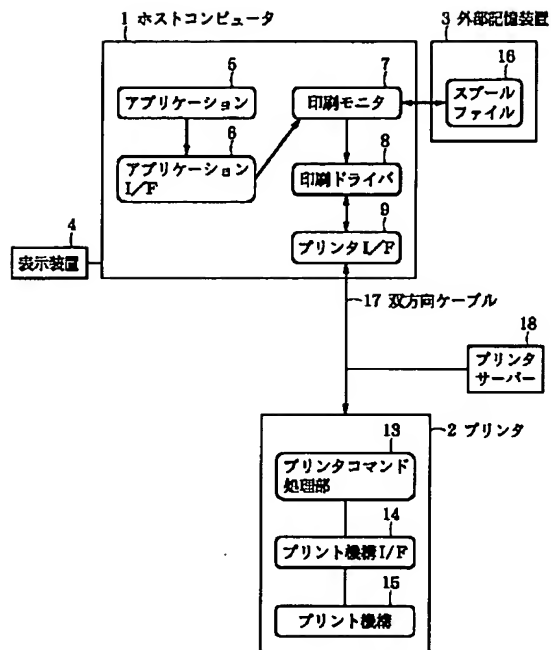 1 ホストコンピュータ
3 外部記憶装置
5
アプリケーション
7
印刷モニタ
16
スプール
ファイル
6
アプリケーション
I/F
8
印刷ドライバ
9
プリンタI/F
4
表示装置
17 双方向ケーブル
18
プリンタ
サーバー
2 プリンタ
13
プリンタコマンド
処理部
14
プリント機構I/F
15
プリント機構